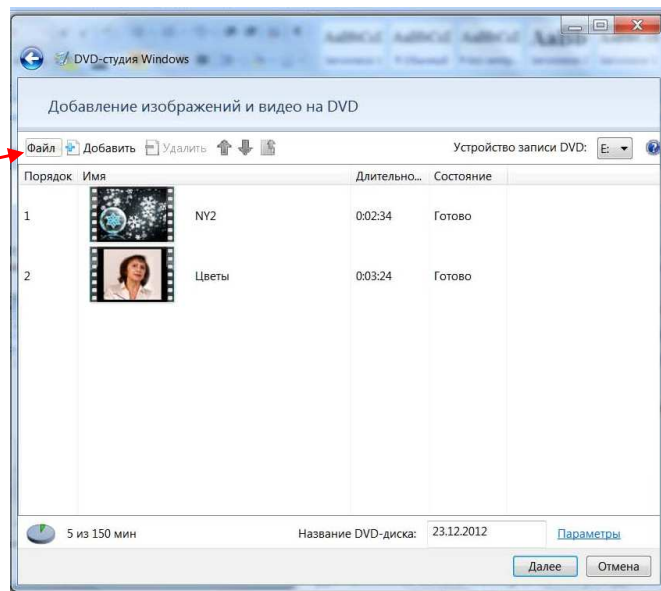 DVD-студия Windows
Добавление изображений и видео на DVD
Файл Добавить Удалить Устройство записи DVD: E:
Порядок Имя Длительно... Состояние
1 NY2 0:02:34 Готово
2 Цветы 0:03:24 Готово
5 из 150 мин Название DVD-диска: 23.12.2012 Параметры
Далее Отмена